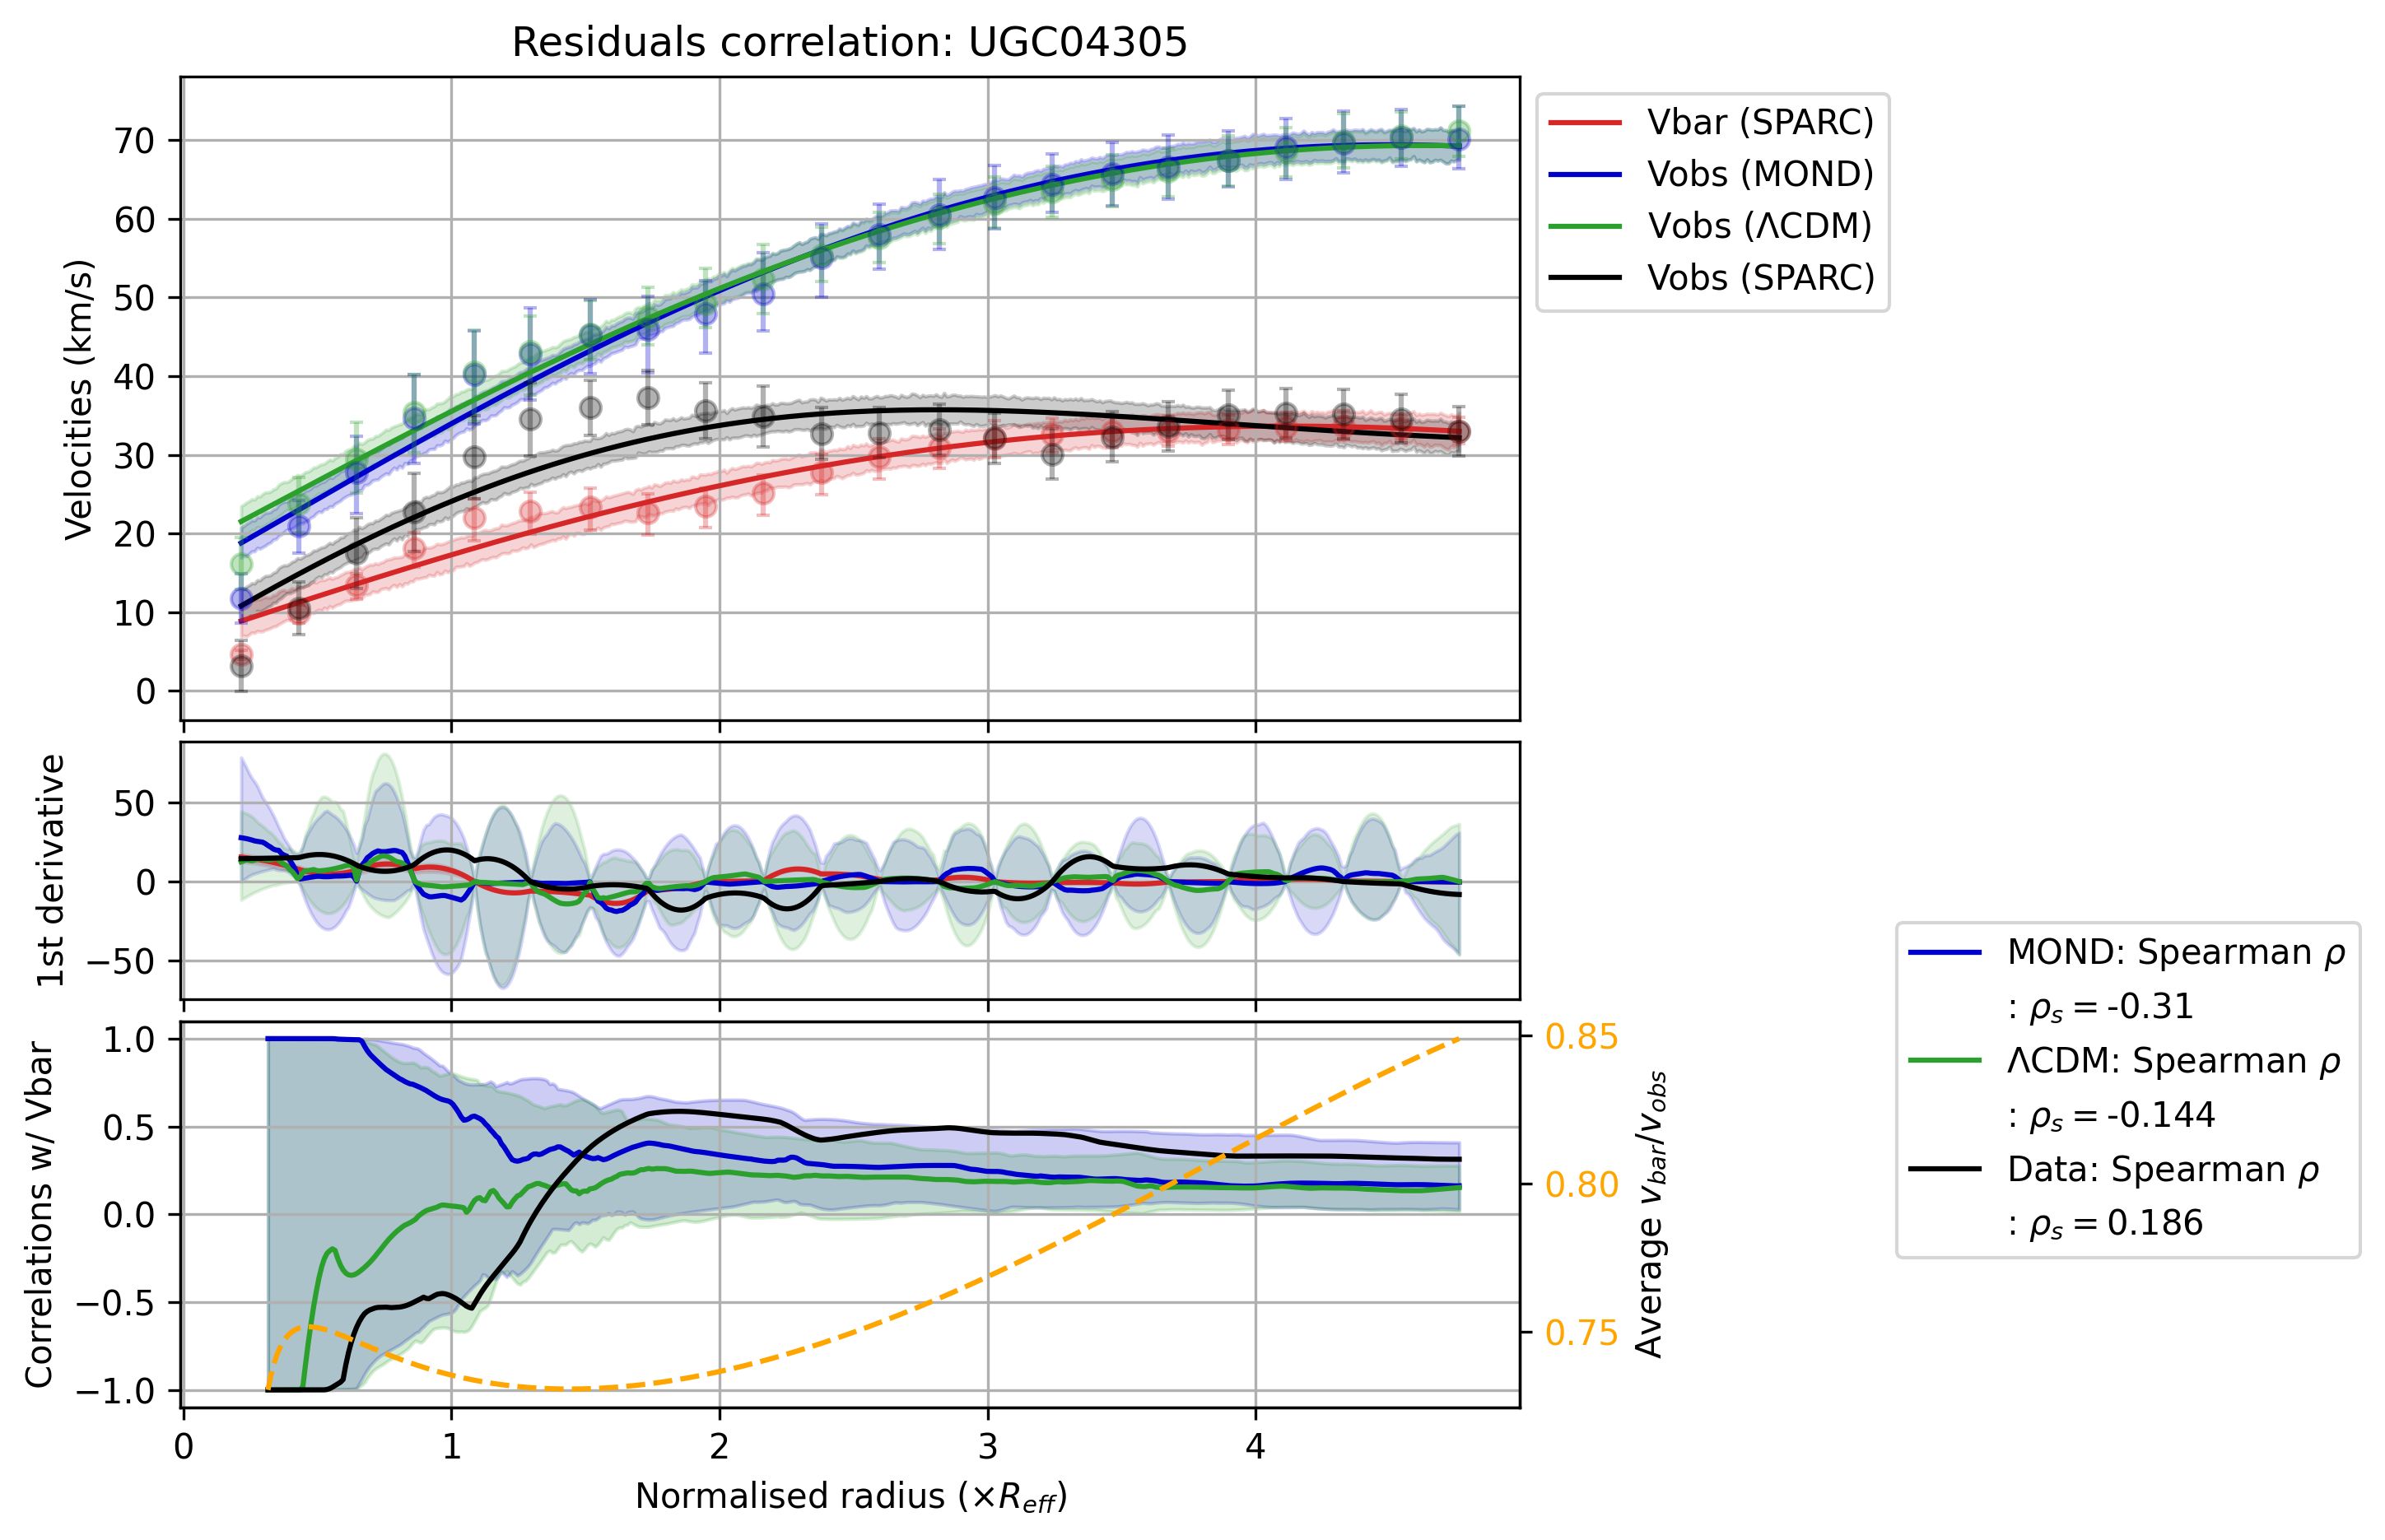 Residuals correlation: UGC04305
Velocities (km/s)
70
60
50
40
30
20
10
0
Vbar (SPARC)
Vobs (MOND)
Vobs (ΛCDM)
Vobs (SPARC)
1st derivative
50
0
−50
Correlations w/ Vbar
1.0
0.5
0.0
−0.5
−1.0
0.85
0.80
0.75
Average v_bar/v_obs
MOND: Spearman ρ
: ρ_s = -0.31
ΛCDM: Spearman ρ
: ρ_s = -0.144
Data: Spearman ρ
: ρ_s = 0.186
0 1 2 3 4
Normalised radius (×R_eff)